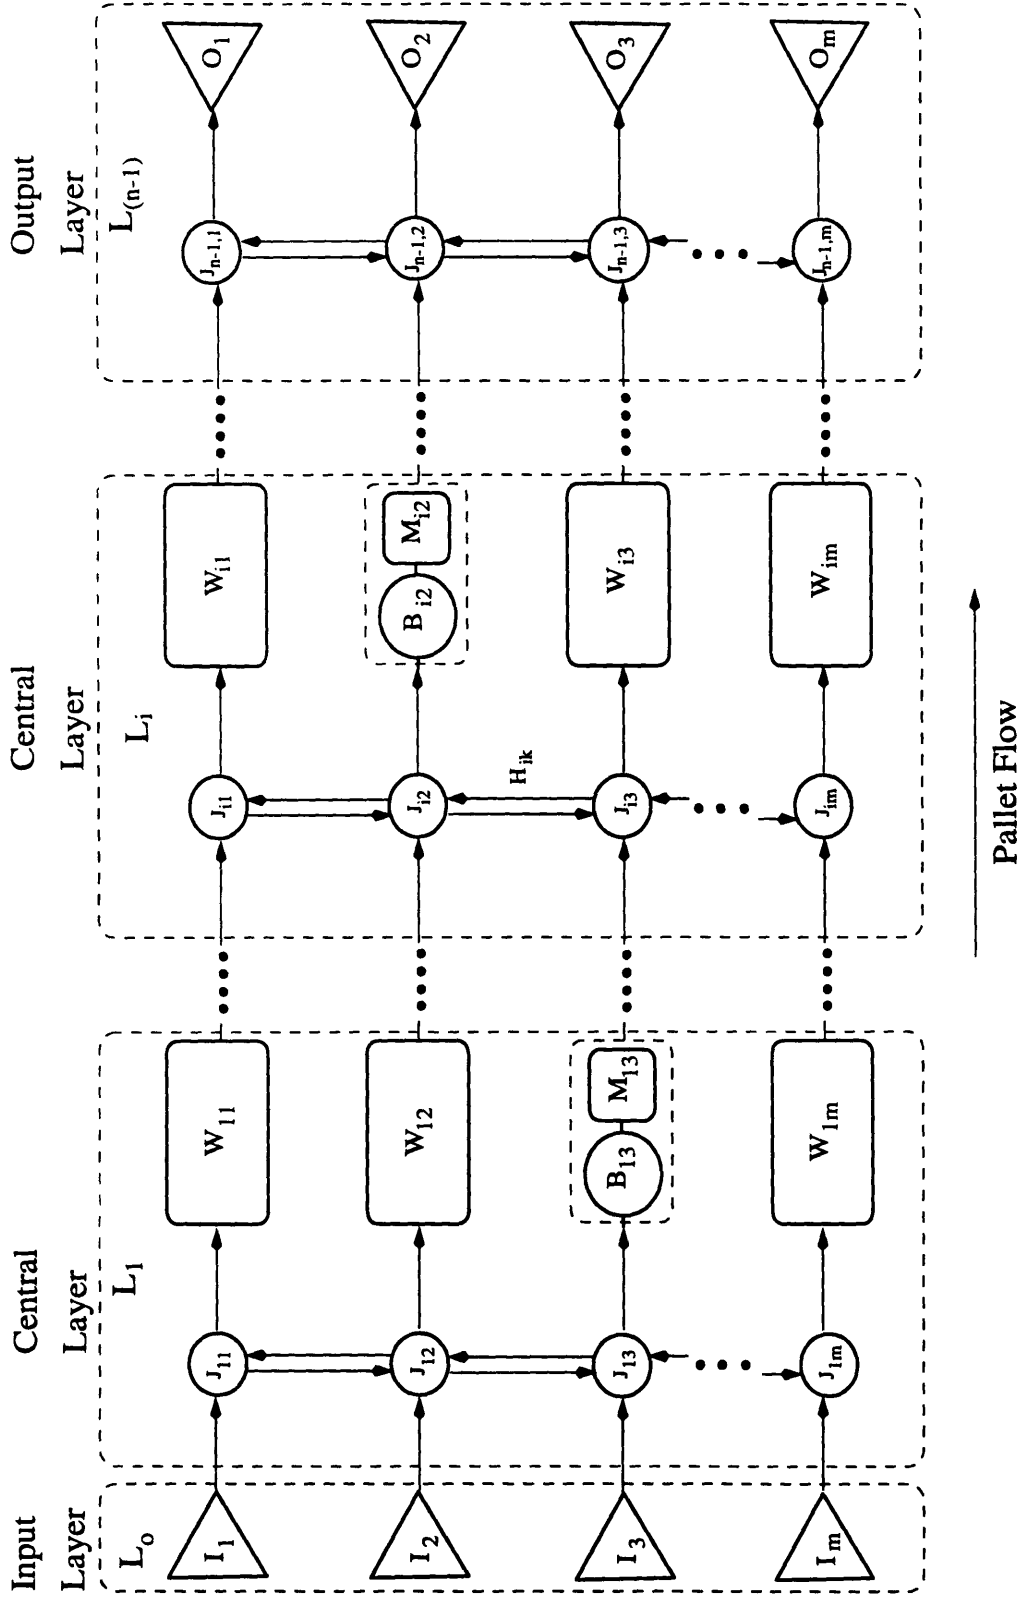 Input Layer
Central Layer
Central Layer
Output Layer
L₀
L₁
Lᵢ
L(n-1)
I₁
J₁₁
W₁₁
Jᵢ₁
Wᵢ₁
Jn-1,1
O₁
I₂
J₁₂
W₁₂
Jᵢ₂
Bᵢ₂
Mᵢ₂
Jn-1,2
O₂
Hᵢₖ
I₃
J₁₃
B₁₃
M₁₃
Jᵢ₃
Wᵢ₃
Jn-1,3
O₃
Iₘ
J₁ₘ
W₁ₘ
Jᵢₘ
Wᵢₘ
Jn-1,m
Oₘ
Pallet Flow